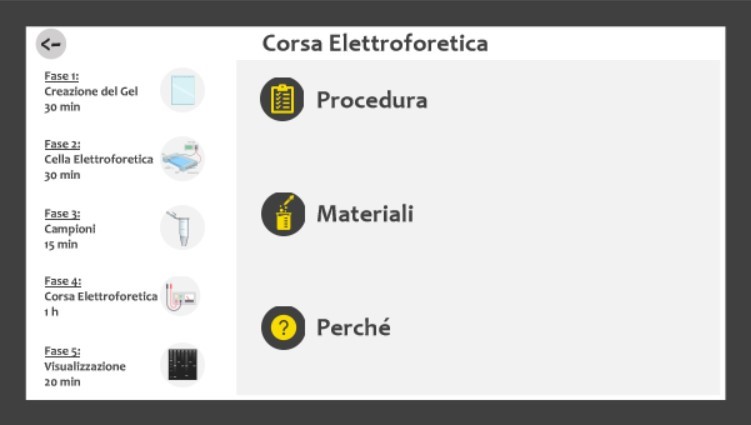 <-
Corsa Elettroforetica
Fase 1:
Creazione del Gel
30 min
Fase 2:
Cella Elettroforetica
30 min
Fase 3:
Campioni
15 min
Fase 4:
Corsa Elettroforetica
1 h
Fase 5:
Visualizzazione
20 min
Procedura
Materiali
?
Perché